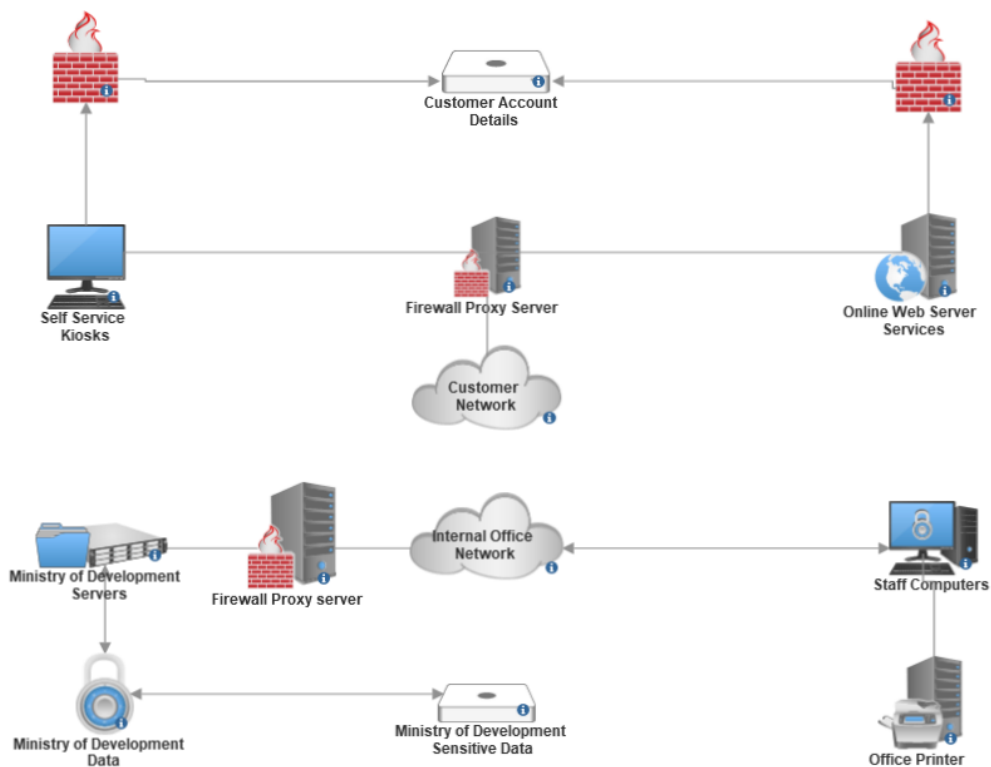 Customer Account
Details
Self Service
Kiosks
Firewall Proxy Server
Online Web Server
Services
Customer
Network
Internal Office
Network
Ministry of Development
Servers
Firewall Proxy server
Staff Computers
Ministry of Development
Data
Ministry of Development
Sensitive Data
Office Printer